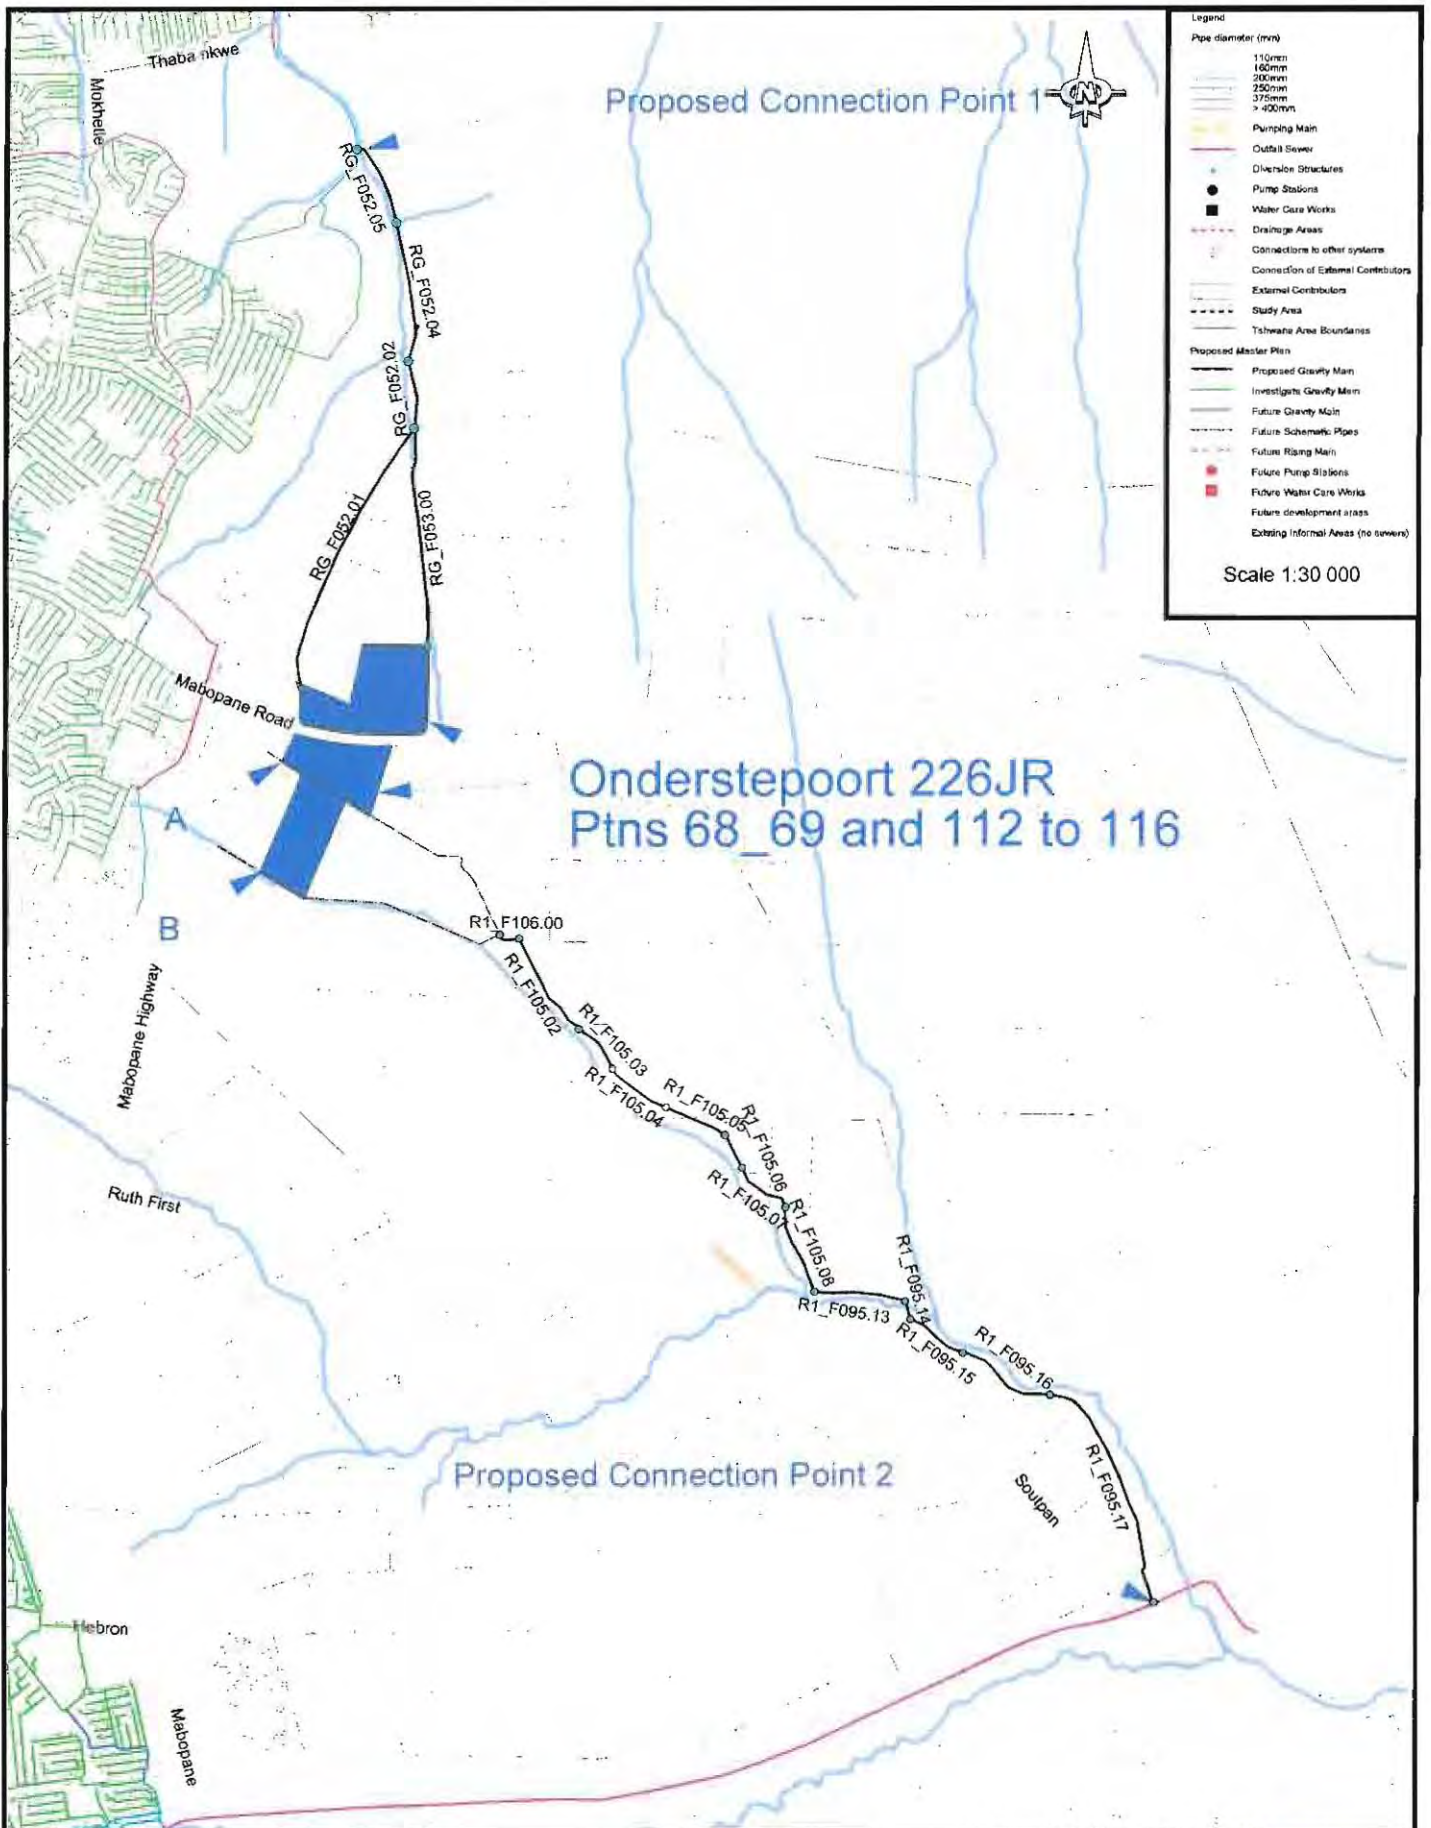 Legend
Pipe diameter (mm)
110mm
160mm
200mm
250mm
375mm
> 400mm
Pumping Main
Outfall Sewer
Diversion Structures
Pump Stations
Water Care Works
Drainage Areas
Connections to other systems
Connection of External Contributors
External Contributors
Study Area
Tshwane Area Boundaries
Proposed Master Plan
Proposed Gravity Main
Investigate Gravity Main
Future Gravity Main
Future Schematic Pipes
Future Rising Main
Future Pump Stations
Future Water Care Works
Future development areas
Existing Informal Areas (no sewers)
Scale 1:30 000
N
Mokhelle
Proposed Connection Point 1
RG_F052.05
RG_F052.04
RG_F052.02
RG_F052.01
RG_F053.00
Mabopane Road
Onderstepoort 226JR
Ptns 68_69 and 112 to 116
A
B
R1_F106.00
R1_F105.02
R1_F105.03
R1_F105.04
R1_F105.05
R1_F105.06
R1_F105.07
R1_F105.08
Mabopane Highway
Ruth First
R1_F095.13
R1_F095.14
R1_F095.15
R1_F095.16
R1_F095.17
Proposed Connection Point 2
Soutpan
Hebron
Mabopane